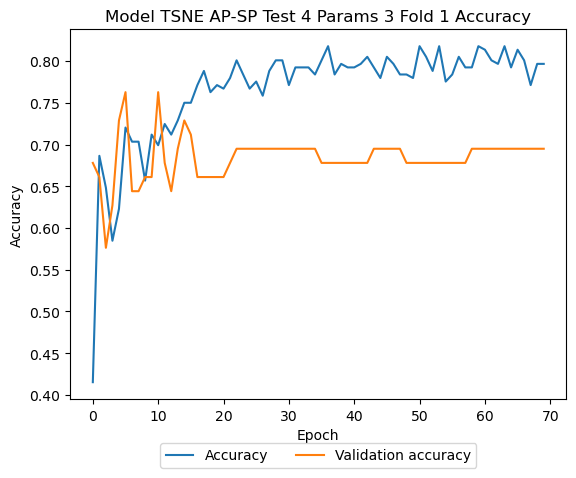 Model TSNE AP-SP Test 4 Params 3 Fold 1 Accuracy
0.80
0.75
0.70
0.65
0.60
0.55
0.50
0.45
0.40
Accuracy
0 10 20 30 40 50 60 70
Epoch
Accuracy Validation accuracy